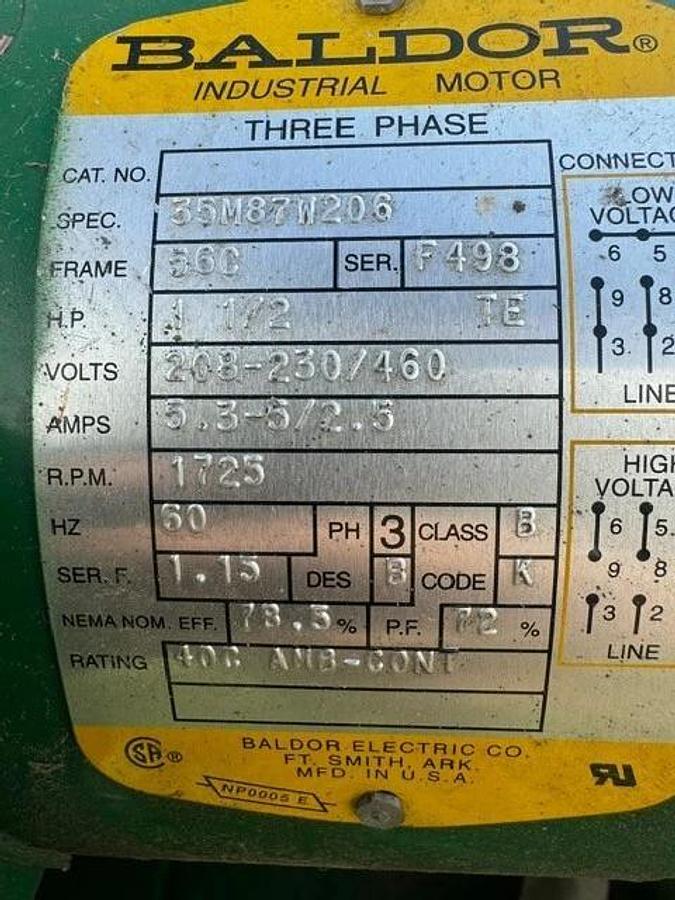 BALDOR®
INDUSTRIAL MOTOR
THREE PHASE
CAT. NO.
SPEC. 35M87W206
FRAME 56C SER. F498
H.P. 1 1/2 TE
VOLTS 208-230/460
AMPS 5.3-5/2.5
R.P.M. 1725
HZ 60 PH 3 CLASS B
SER. F. 1.15 DES B CODE K
NEMA NOM. EFF. 78.5 % P.F. 72 %
RATING 40C AMB-CONT
CONNECT
LOW
VOLTAG
6 5
9 8
3 2
LINE
HIGH
VOLTA
6 5
9 8
3 2
LINE
SA®
BALDOR ELECTRIC CO.
FT. SMITH, ARK.
MFD. IN U.S.A.
NP0005 E